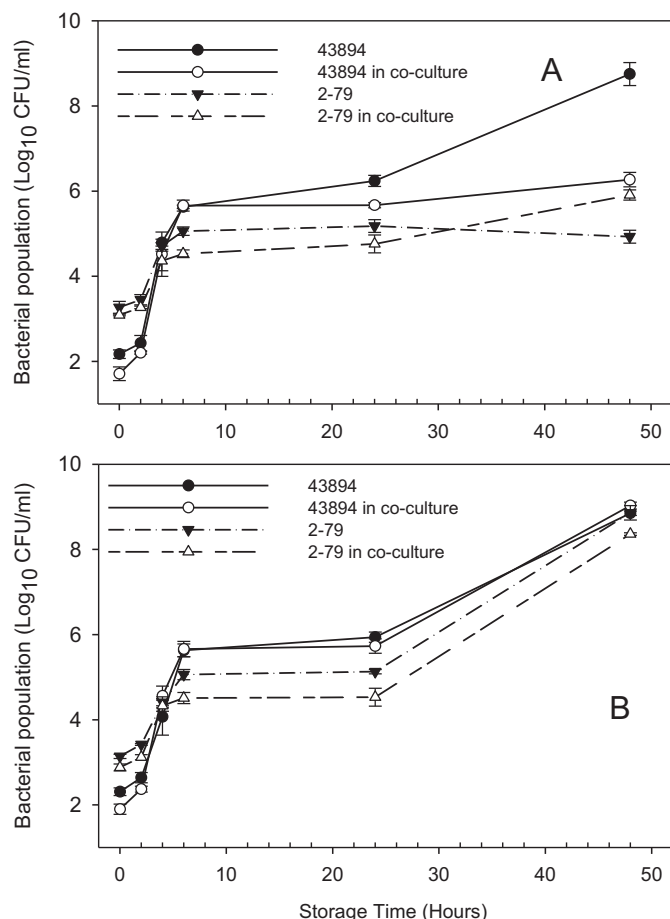 10
8
6
4
2
Bacterial population (Log10 CFU/ml)
43894
43894 in co-culture
2-79
2-79 in co-culture
A
0 10 20 30 40 50
10
8
6
4
2
Bacterial population (Log10 CFU/ml)
43894
43894 in co-culture
2-79
2-79 in co-culture
B
0 10 20 30 40 50
Storage Time (Hours)